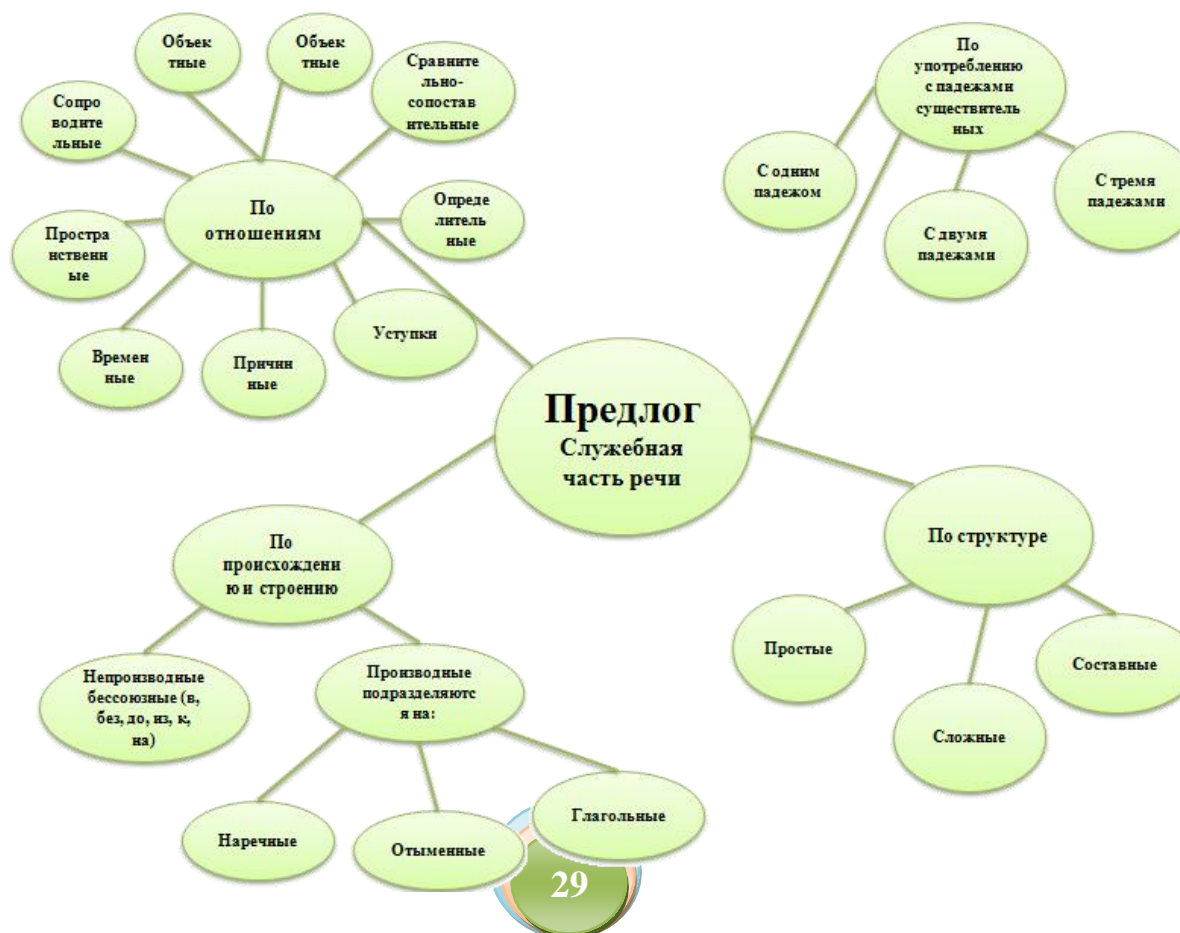 Объек
тные
Объек
тные
Сравните
льно-
сопостав
ительные
Сопро
водитe
льные
По
отношениям
Опреде
литель
ные
Простра
нственн
ые
Времен
ные
Причин
ные
Уступки
По
употреблению
с падежами
существитель
ных
С одним
падежом
С двумя
падежами
С тремя
падежами
Предлог
Служебная
часть речи
По
происхождени
ю и строению
Непроизводные
бессоюзные (в,
без, до, из, к,
на)
Производные
подразделяютс
я на:
Наречные
Отыменные
Глагольные
По структуре
Простые
Сложные
Составные
29